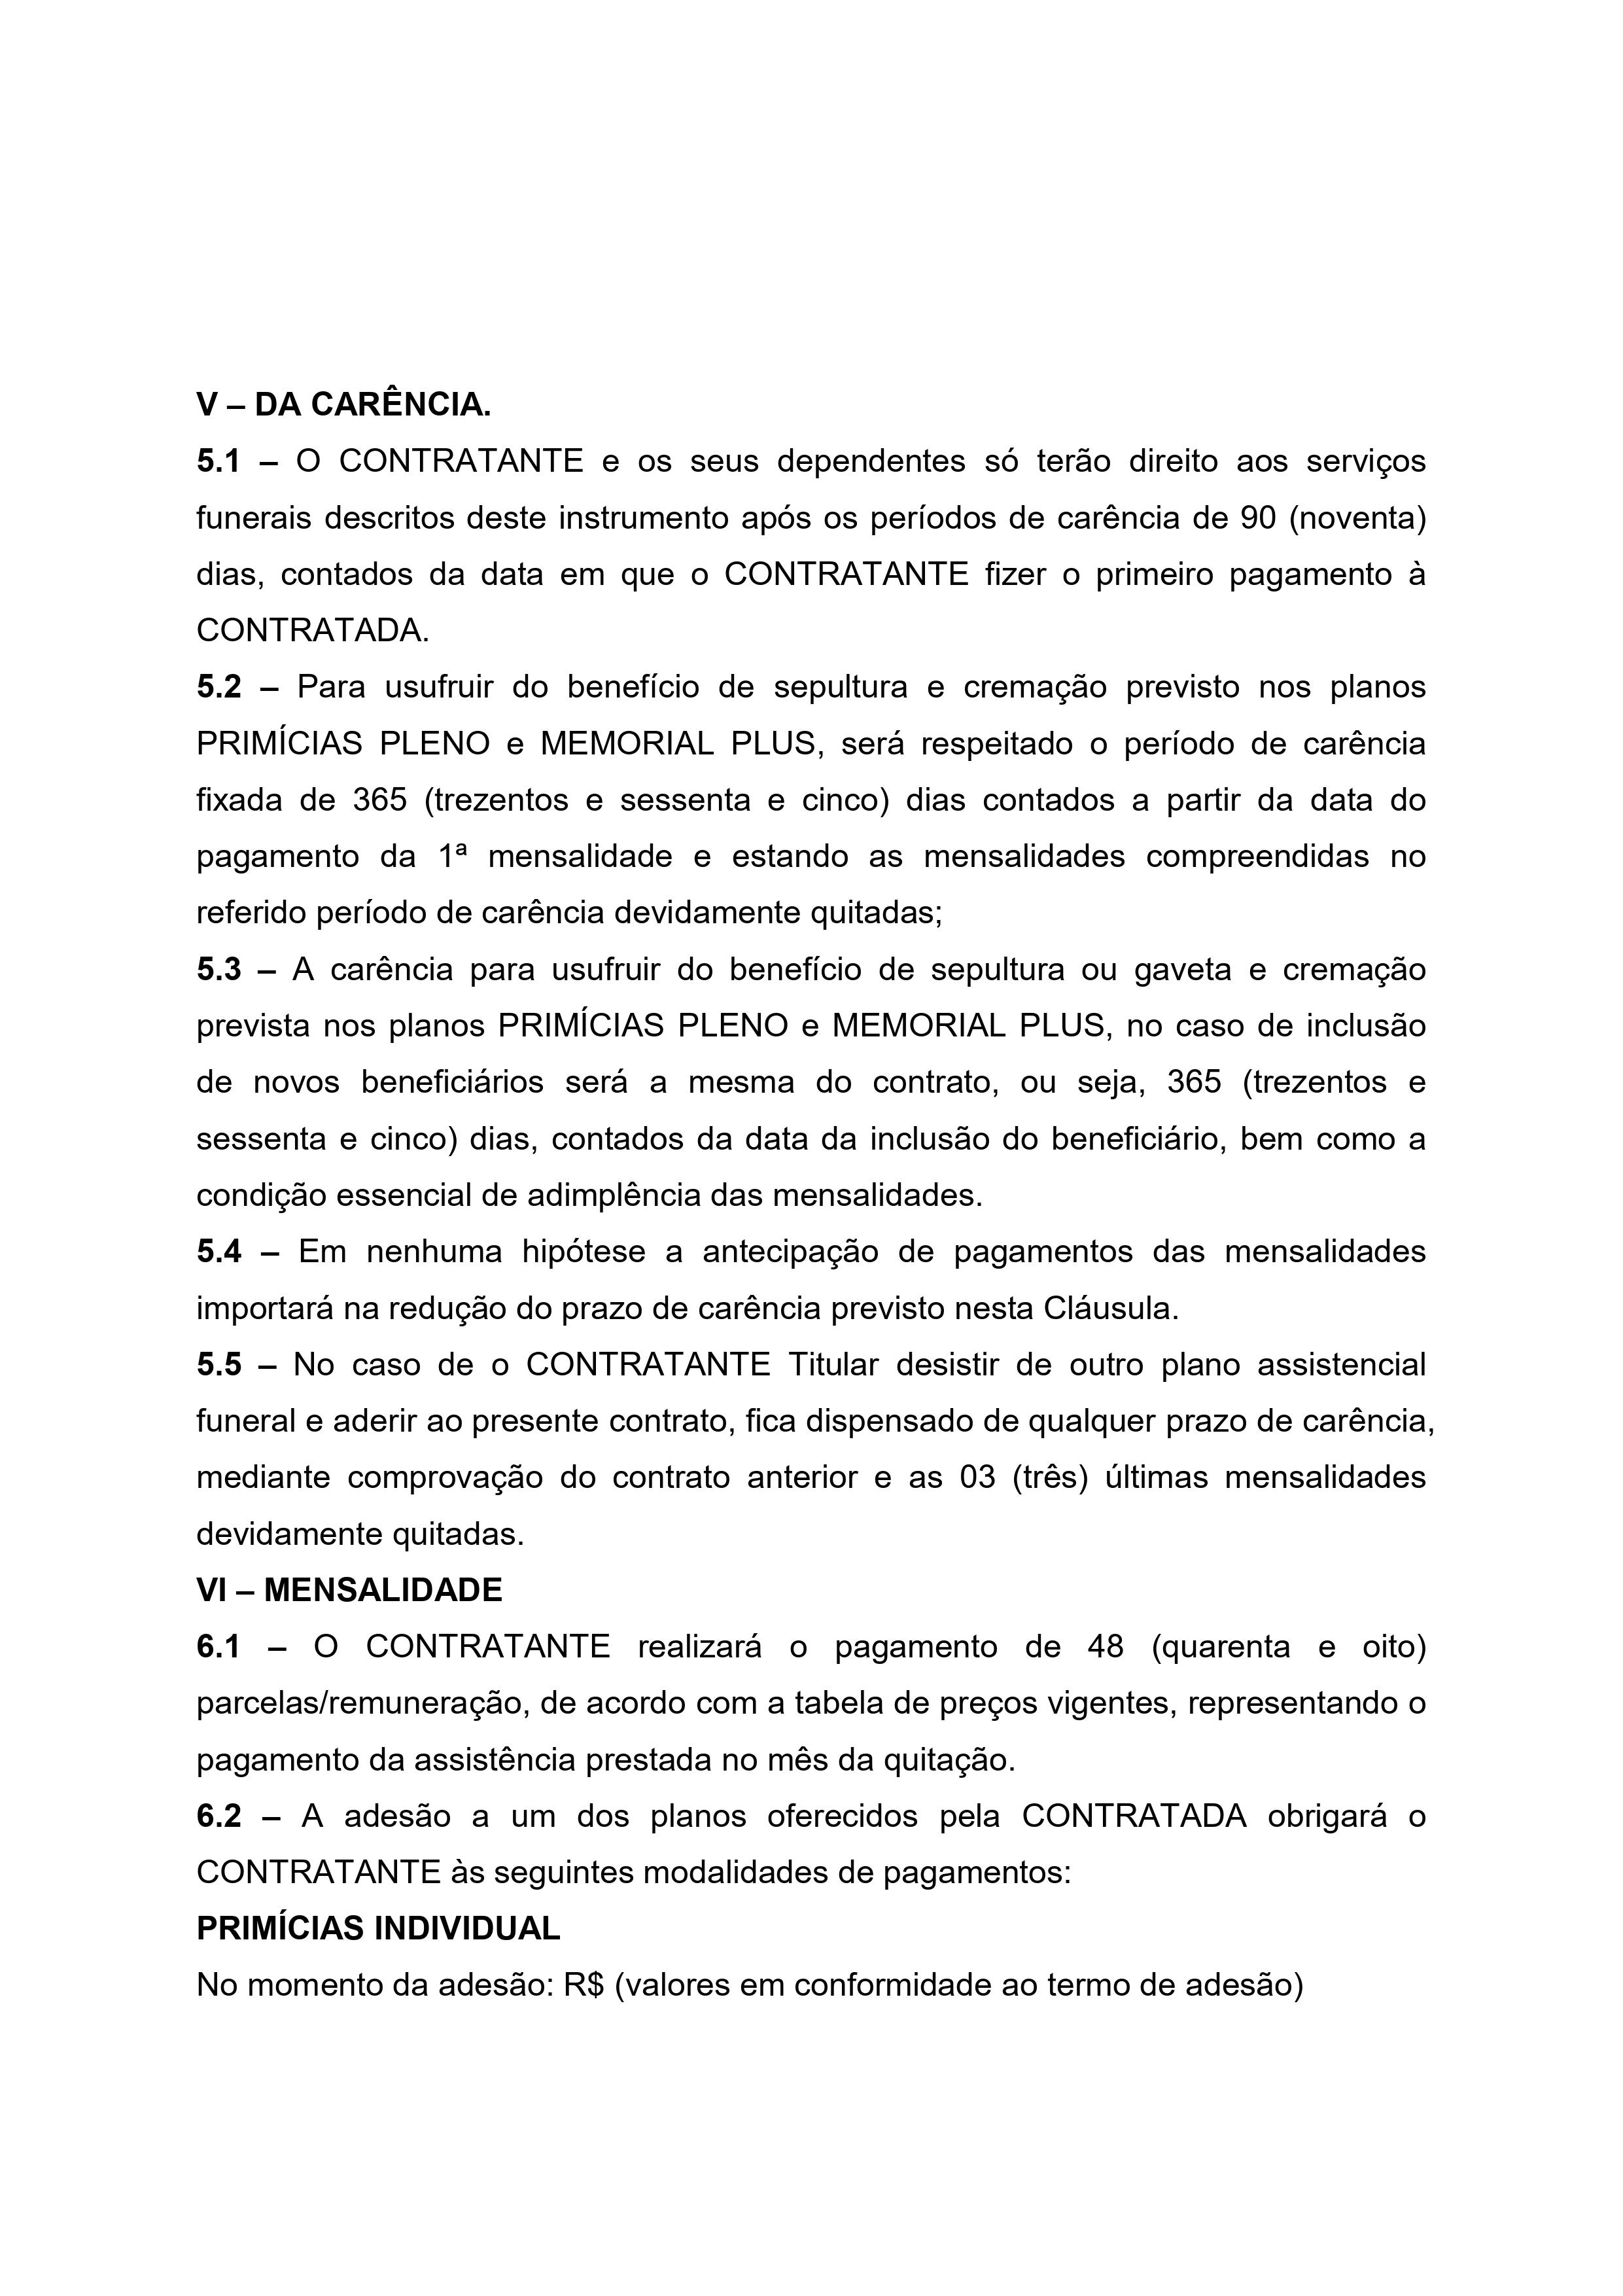 V – DA CARÊNCIA.
5.1 – O CONTRATANTE e os seus dependentes só terão direito aos serviços
funerais descritos deste instrumento após os períodos de carência de 90 (noventa)
dias, contados da data em que o CONTRATANTE fizer o primeiro pagamento à
CONTRATADA.
5.2 – Para usufruir do benefício de sepultura e cremação previsto nos planos
PRIMÍCIAS PLENO e MEMORIAL PLUS, será respeitado o período de carência
fixada de 365 (trezentos e sessenta e cinco) dias contados a partir da data do
pagamento da 1ª mensalidade e estando as mensalidades compreendidas no
referido período de carência devidamente quitadas;
5.3 – A carência para usufruir do benefício de sepultura ou gaveta e cremação
prevista nos planos PRIMÍCIAS PLENO e MEMORIAL PLUS, no caso de inclusão
de novos beneficiários será a mesma do contrato, ou seja, 365 (trezentos e
sessenta e cinco) dias, contados da data da inclusão do beneficiário, bem como a
condição essencial de adimplência das mensalidades.
5.4 – Em nenhuma hipótese a antecipação de pagamentos das mensalidades
importará na redução do prazo de carência previsto nesta Cláusula.
5.5 – No caso de o CONTRATANTE Titular desistir de outro plano assistencial
funeral e aderir ao presente contrato, fica dispensado de qualquer prazo de carência,
mediante comprovação do contrato anterior e as 03 (três) últimas mensalidades
devidamente quitadas.
VI – MENSALIDADE
6.1 – O CONTRATANTE realizará o pagamento de 48 (quarenta e oito)
parcelas/remuneração, de acordo com a tabela de preços vigentes, representando o
pagamento da assistência prestada no mês da quitação.
6.2 – A adesão a um dos planos oferecidos pela CONTRATADA obrigará o
CONTRATANTE às seguintes modalidades de pagamentos:
PRIMÍCIAS INDIVIDUAL
No momento da adesão: R$ (valores em conformidade ao termo de adesão)